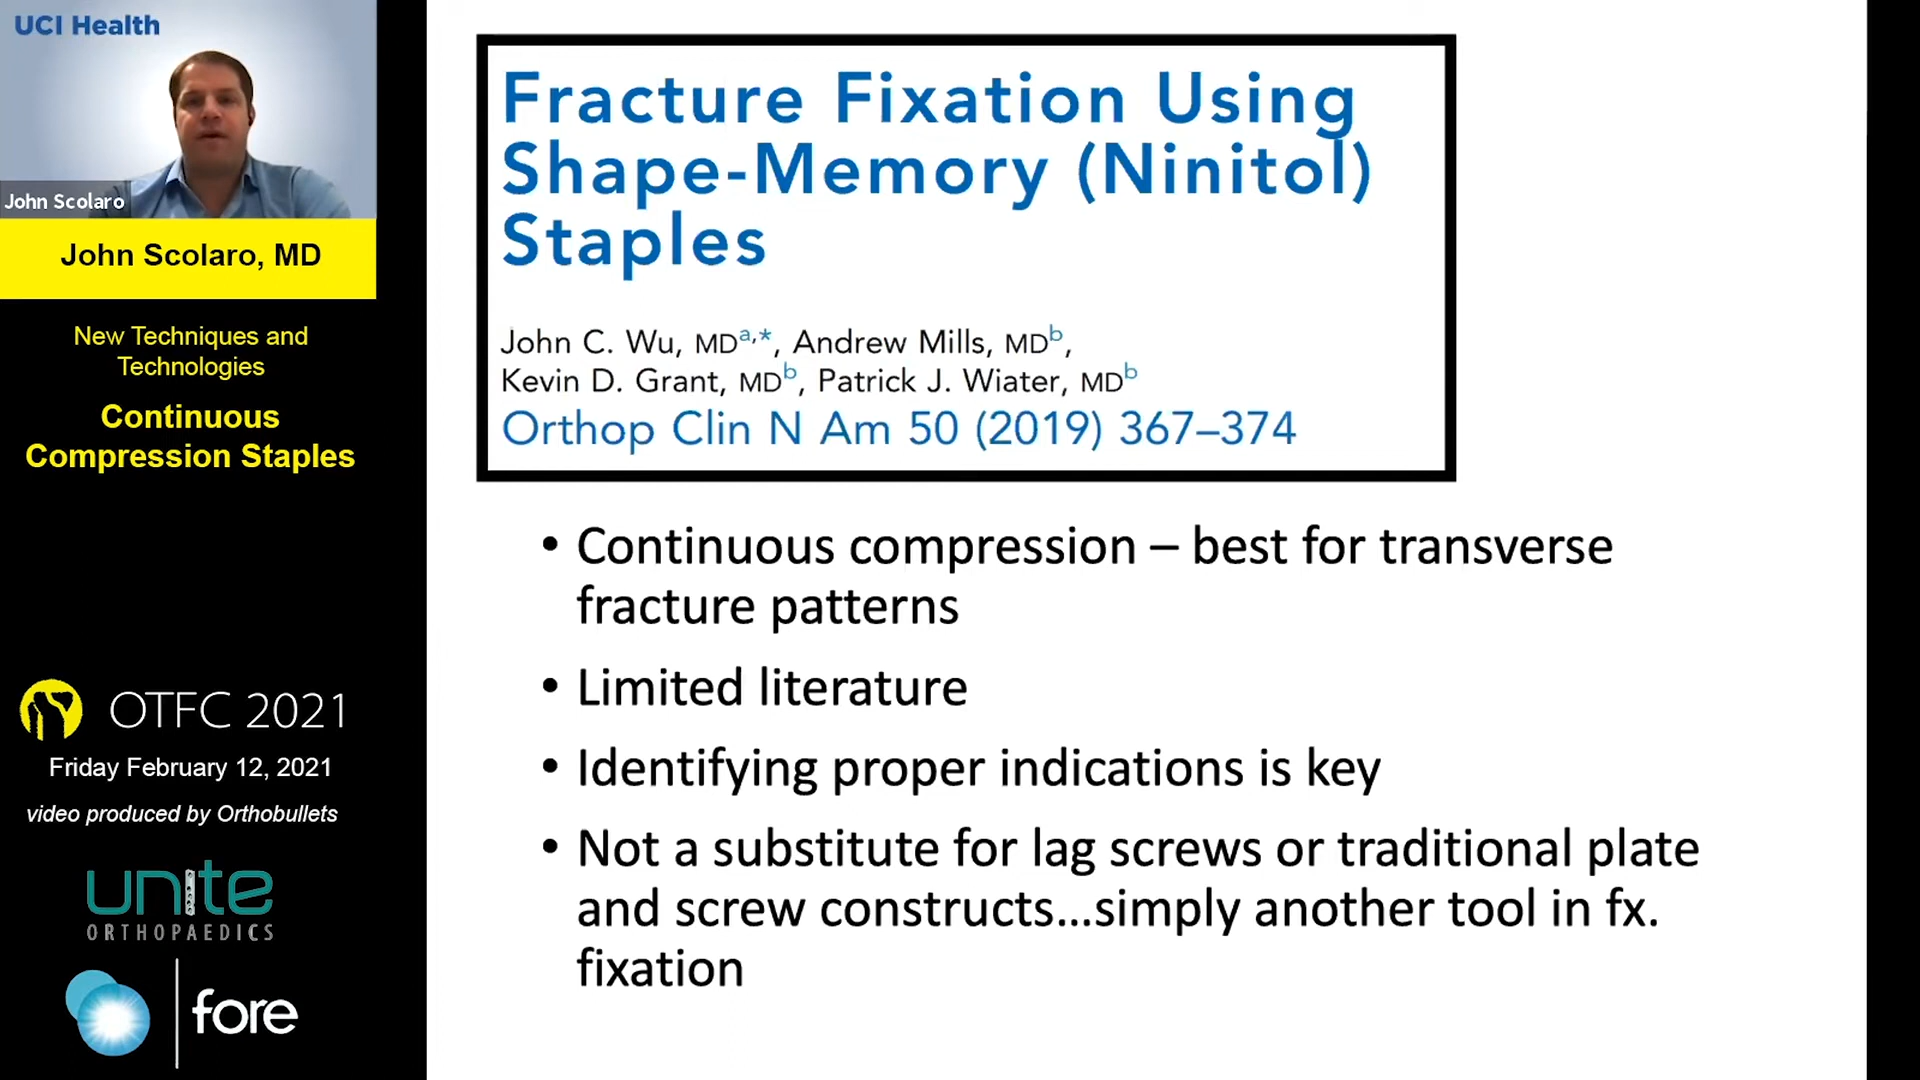 UCI Health
John Scolaro
John Scolaro, MD
New Techniques and
Technologies
Continuous
Compression Staples
OTFC 2021
Friday February 12, 2021
video produced by Orthobullets
unite
ORTHOPAEDICS
fore
Fracture Fixation Using
Shape-Memory (Ninitol)
Staples
John C. Wu, MDa,*, Andrew Mills, MDb,
Kevin D. Grant, MDb, Patrick J. Wiater, MDb
Orthop Clin N Am 50 (2019) 367–374
• Continuous compression – best for transverse
fracture patterns
• Limited literature
• Identifying proper indications is key
• Not a substitute for lag screws or traditional plate
and screw constructs...simply another tool in fx.
fixation